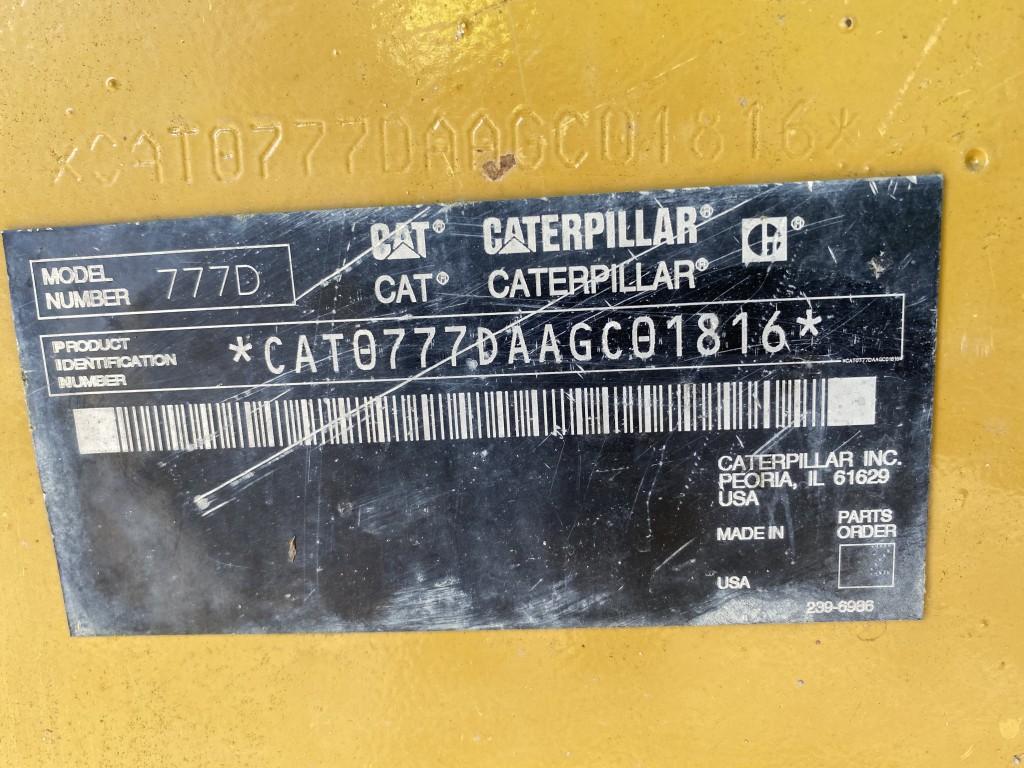 *CAT0777DAAGC01816*
CAT® CATERPILLAR® ®
CAT® CATERPILLAR®
MODEL NUMBER 777D
PRODUCT IDENTIFICATION NUMBER *CAT0777DAAGC01816*
*CAT0777DAAGC01816*
CATERPILLAR INC.
PEORIA, IL 61629
USA
MADE IN
USA
PARTS
ORDER
239-6986